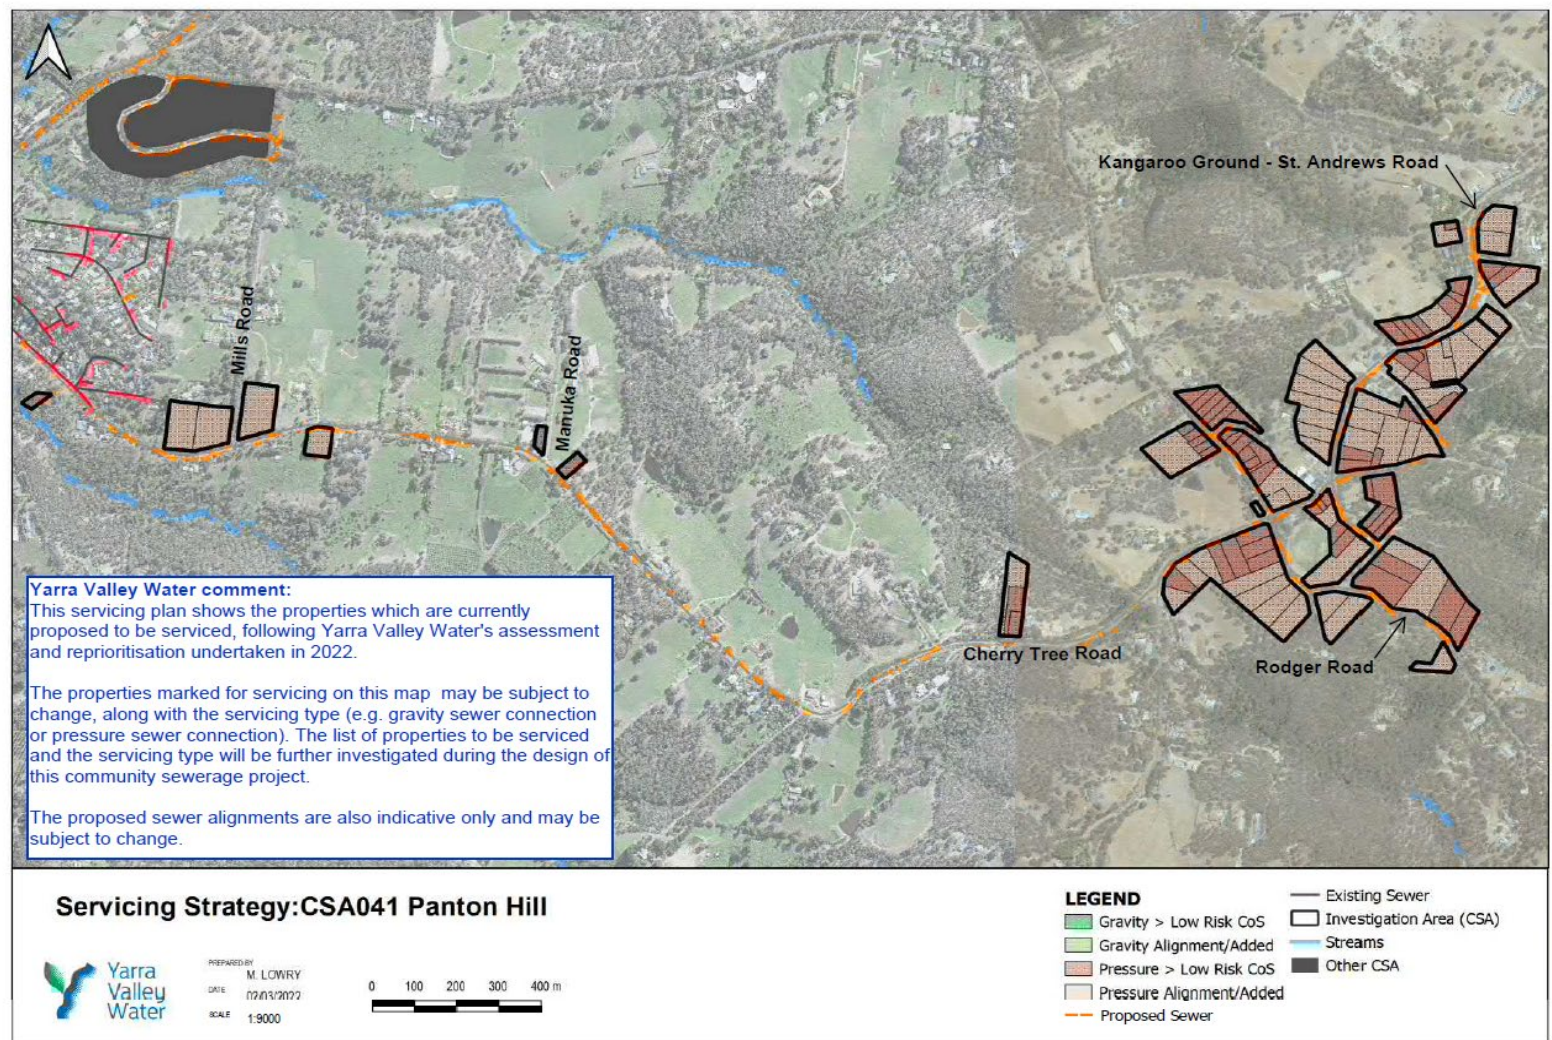 Kangaroo Ground - St. Andrews Road
Mills Road
Manuka Road
Cherry Tree Road
Rodger Road
Yarra Valley Water comment:
This servicing plan shows the properties which are currently
proposed to be serviced, following Yarra Valley Water's assessment
and reprioritisation undertaken in 2022.
The properties marked for servicing on this map may be subject to
change, along with the servicing type (e.g. gravity sewer connection
or pressure sewer connection). The list of properties to be serviced
and the servicing type will be further investigated during the design of
this community sewerage project.
The proposed sewer alignments are also indicative only and may be
subject to change.
Servicing Strategy:CSA041 Panton Hill
Yarra
Valley
Water
PREPARED BY
M. LOWRY
DATE
02/03/2022
SCALE
1:9000
0 100 200 300 400 m
LEGEND
Gravity > Low Risk CoS
Gravity Alignment/Added
Pressure > Low Risk CoS
Pressure Alignment/Added
Proposed Sewer
Existing Sewer
Investigation Area (CSA)
Streams
Other CSA